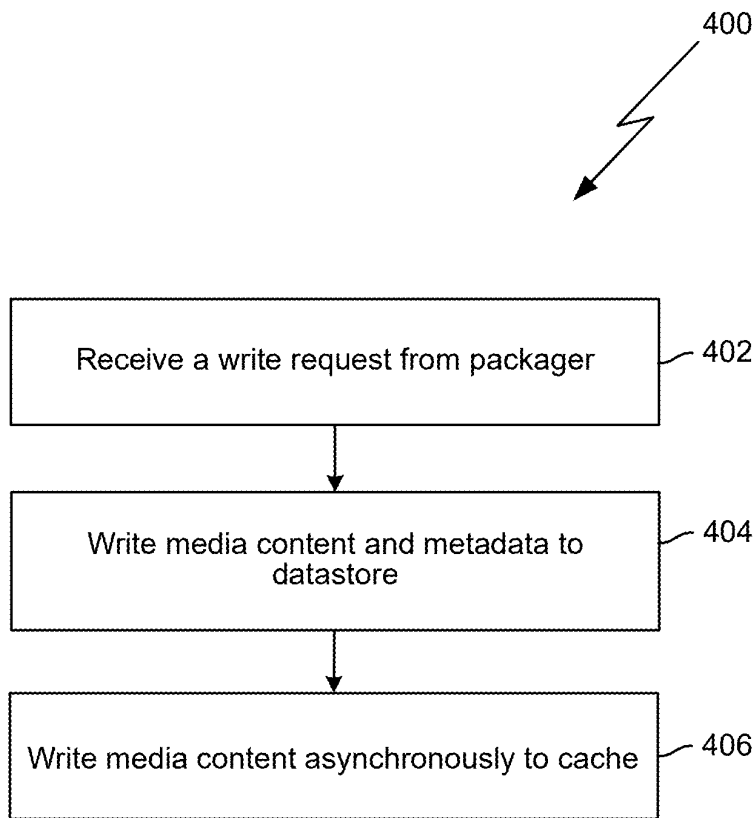 400
Receive a write request from packager
402
Write media content and metadata to
datastore
404
Write media content asynchronously to cache
406